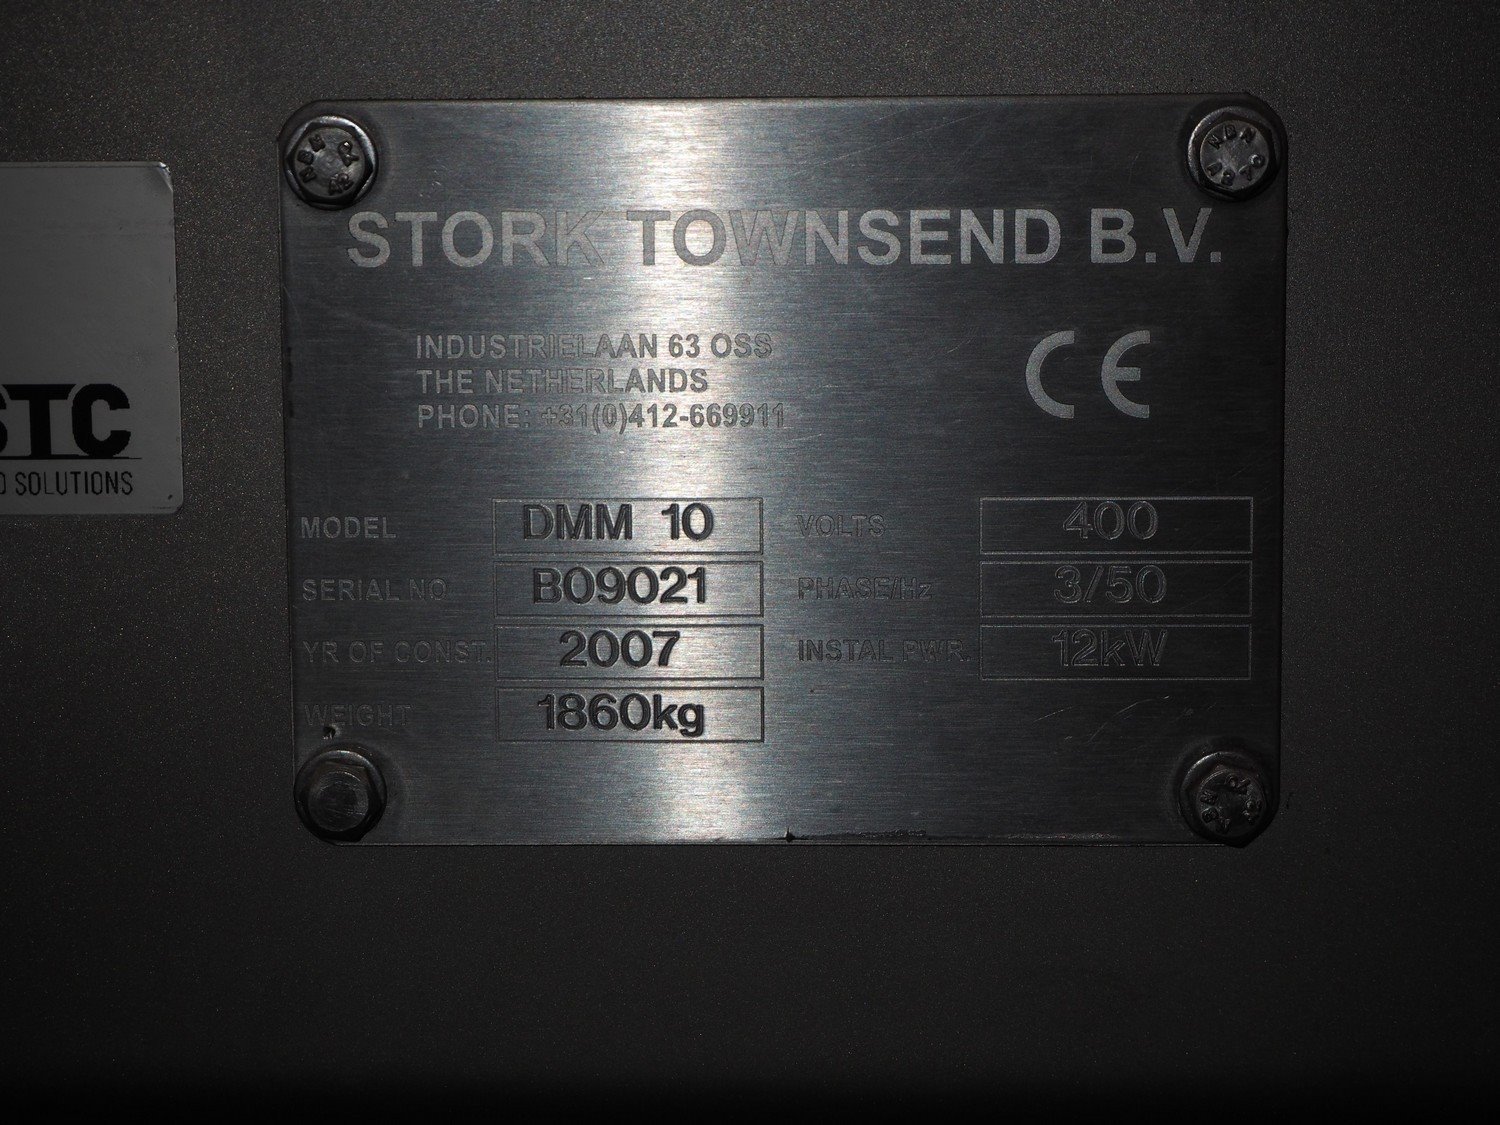 STORK TOWNSEND B.V.
INDUSTRIELAAN 63 OSS
THE NETHERLANDS
PHONE: +31(0)412-669911
CE
STC
SOLUTIONS
MODEL DMM 10 VOLTS 400
SERIAL NO B09021 PHASE/Hz 3/50
YR OF CONST. 2007 INSTAL PWR. 12kW
WEIGHT 1860kg